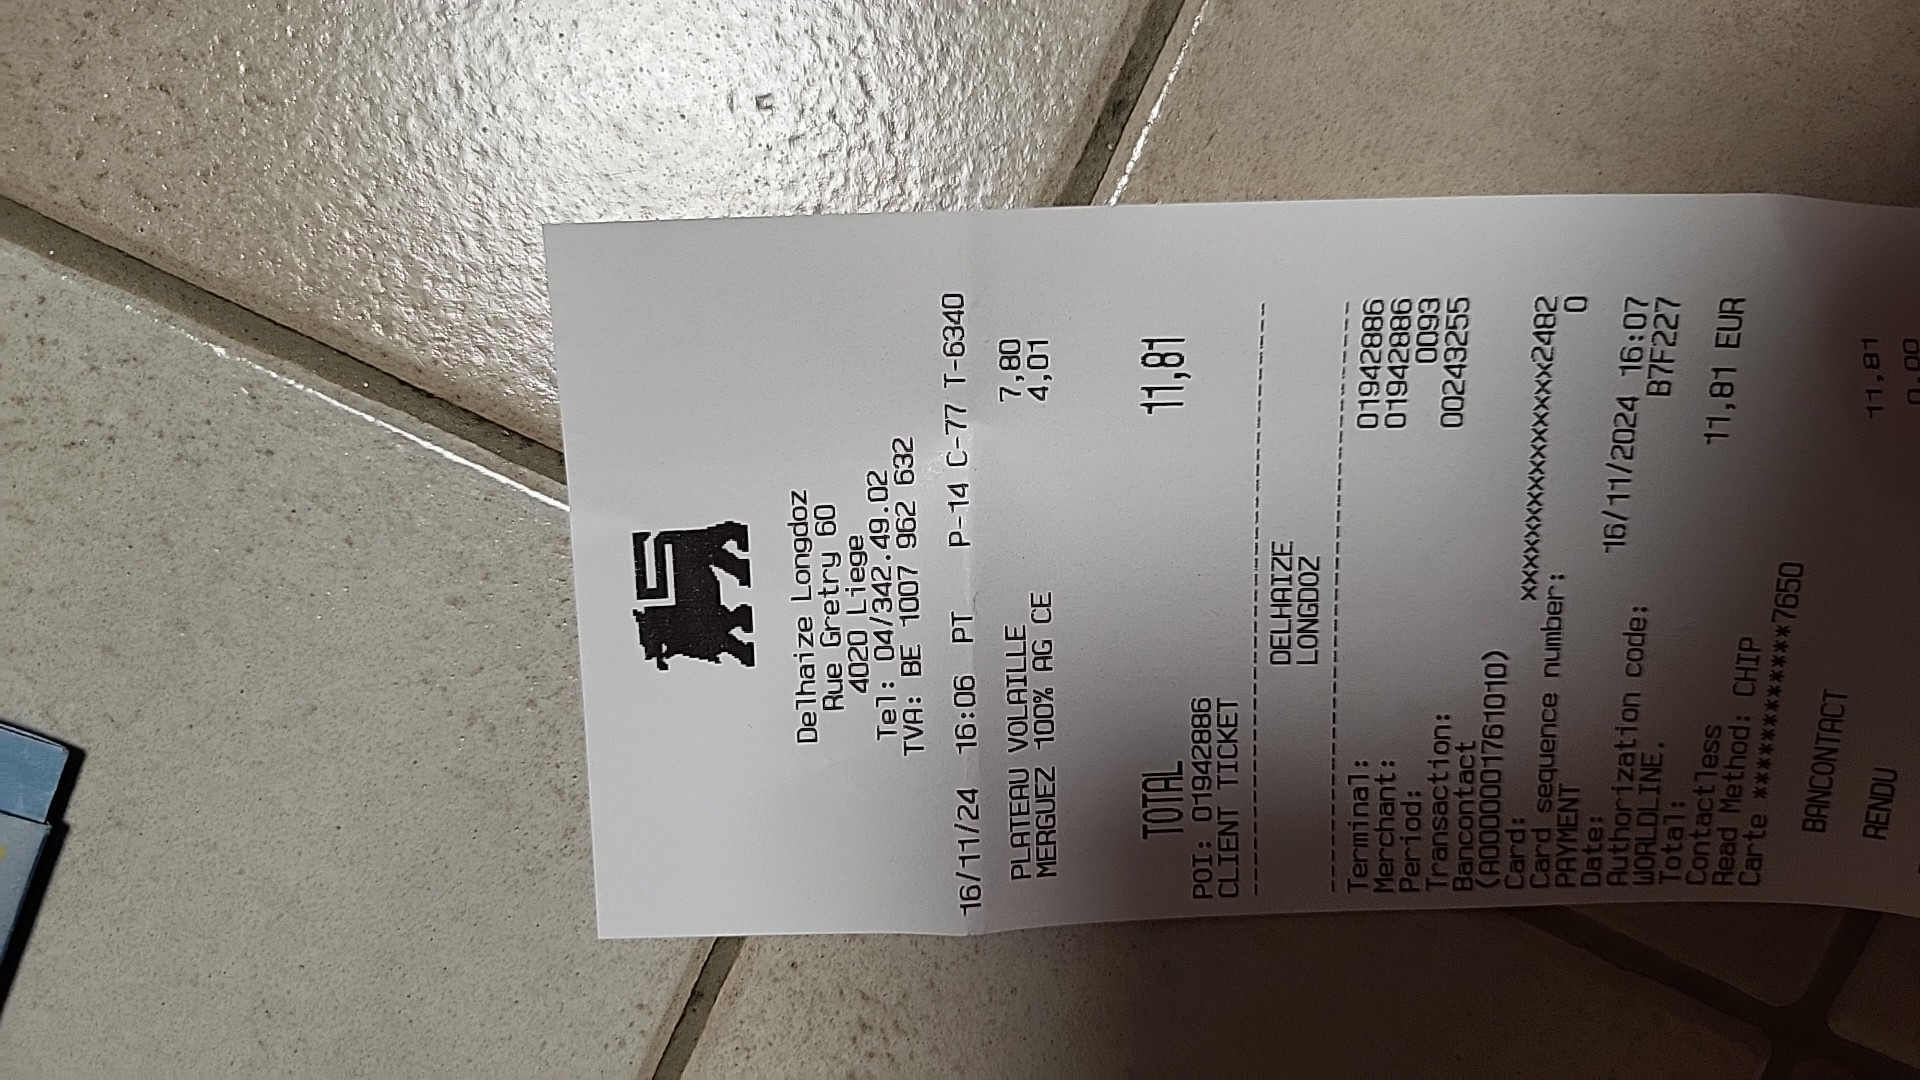 Delhaize Longdoz
Rue Gretry 60
4020 Liege
Tel: 04/342.49.02
TVA: BE 1007 962 632
16/11/24 16:06 PT P-14 C-77 T-6340
PLATEAU VOLAILLE 7,80
MERGUEZ 100% AG CE 4,01
TOTAL 11,81
POI: 01942886
CLIENT TICKET
--------------------------------
DELHAIZE
LONGDOZ
--------------------------------
Terminal: 01942886
Merchant: 01942886
Period: 0093
Transaction: 00243255
Bancontact
(A0000001761010)
Card: xxxxxxxxxxxxxxx2482
Card sequence number: 0
PAYMENT
Date: 16/11/2024 16:07
Authorization code: B7F227
WORLDLINE.
Total: 11,81 EUR
Contactless
Read Method: CHIP
Carte ***************7650
BANCONTACT 11,81
RENDU 0,00